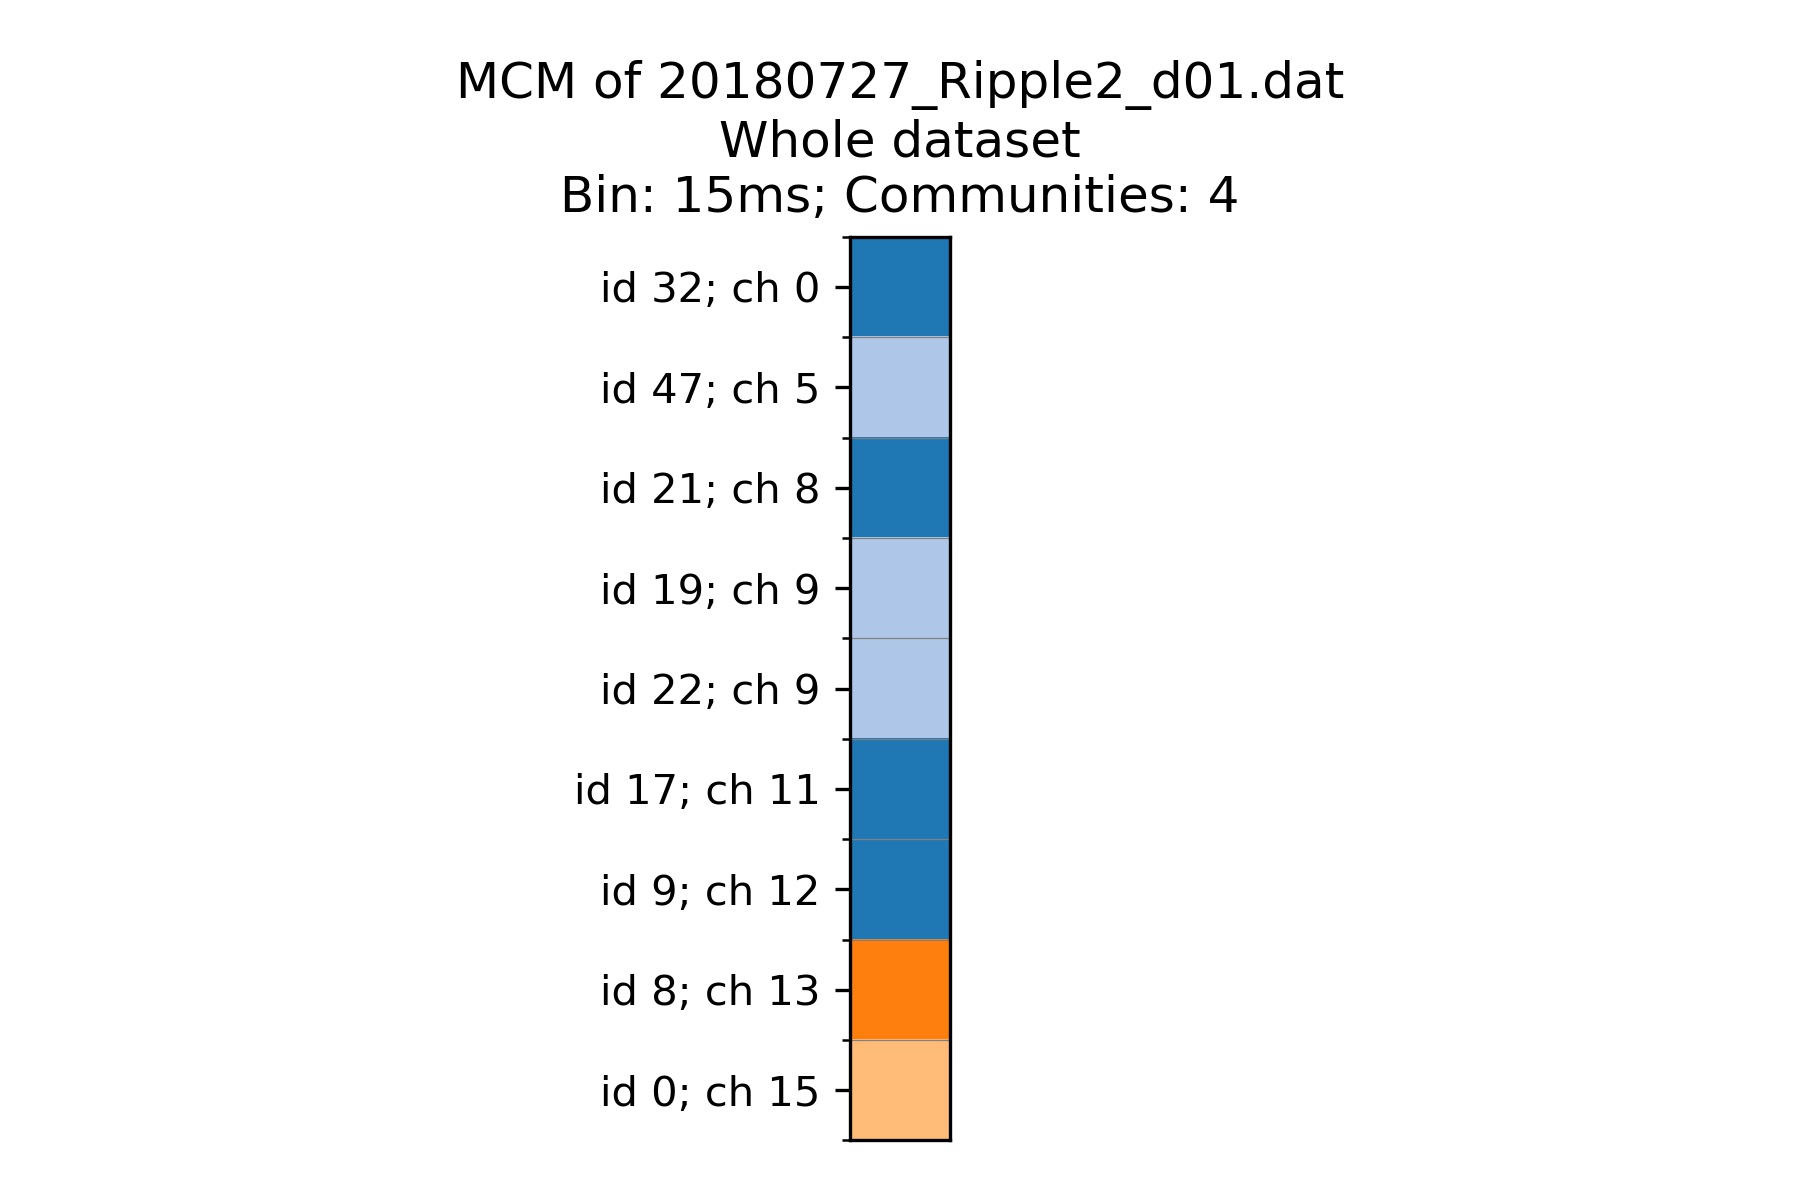 MCM of 20180727_Ripple2_d01.dat
Whole dataset
Bin: 15ms; Communities: 4
id 32; ch 0
id 47; ch 5
id 21; ch 8
id 19; ch 9
id 22; ch 9
id 17; ch 11
id 9; ch 12
id 8; ch 13
id 0; ch 15